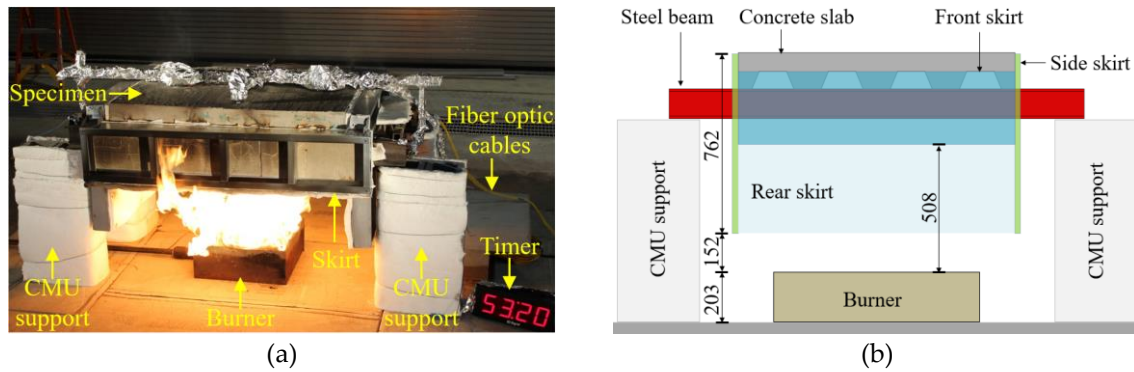 Specimen
Fiber optic
cables
Timer
53:20
Skirt
CMU
support
Burner
CMU
support
(a)
Steel beam
Concrete slab
Front skirt
Side skirt
762
Rear skirt
508
152
203
CMU support
CMU support
Burner
(b)